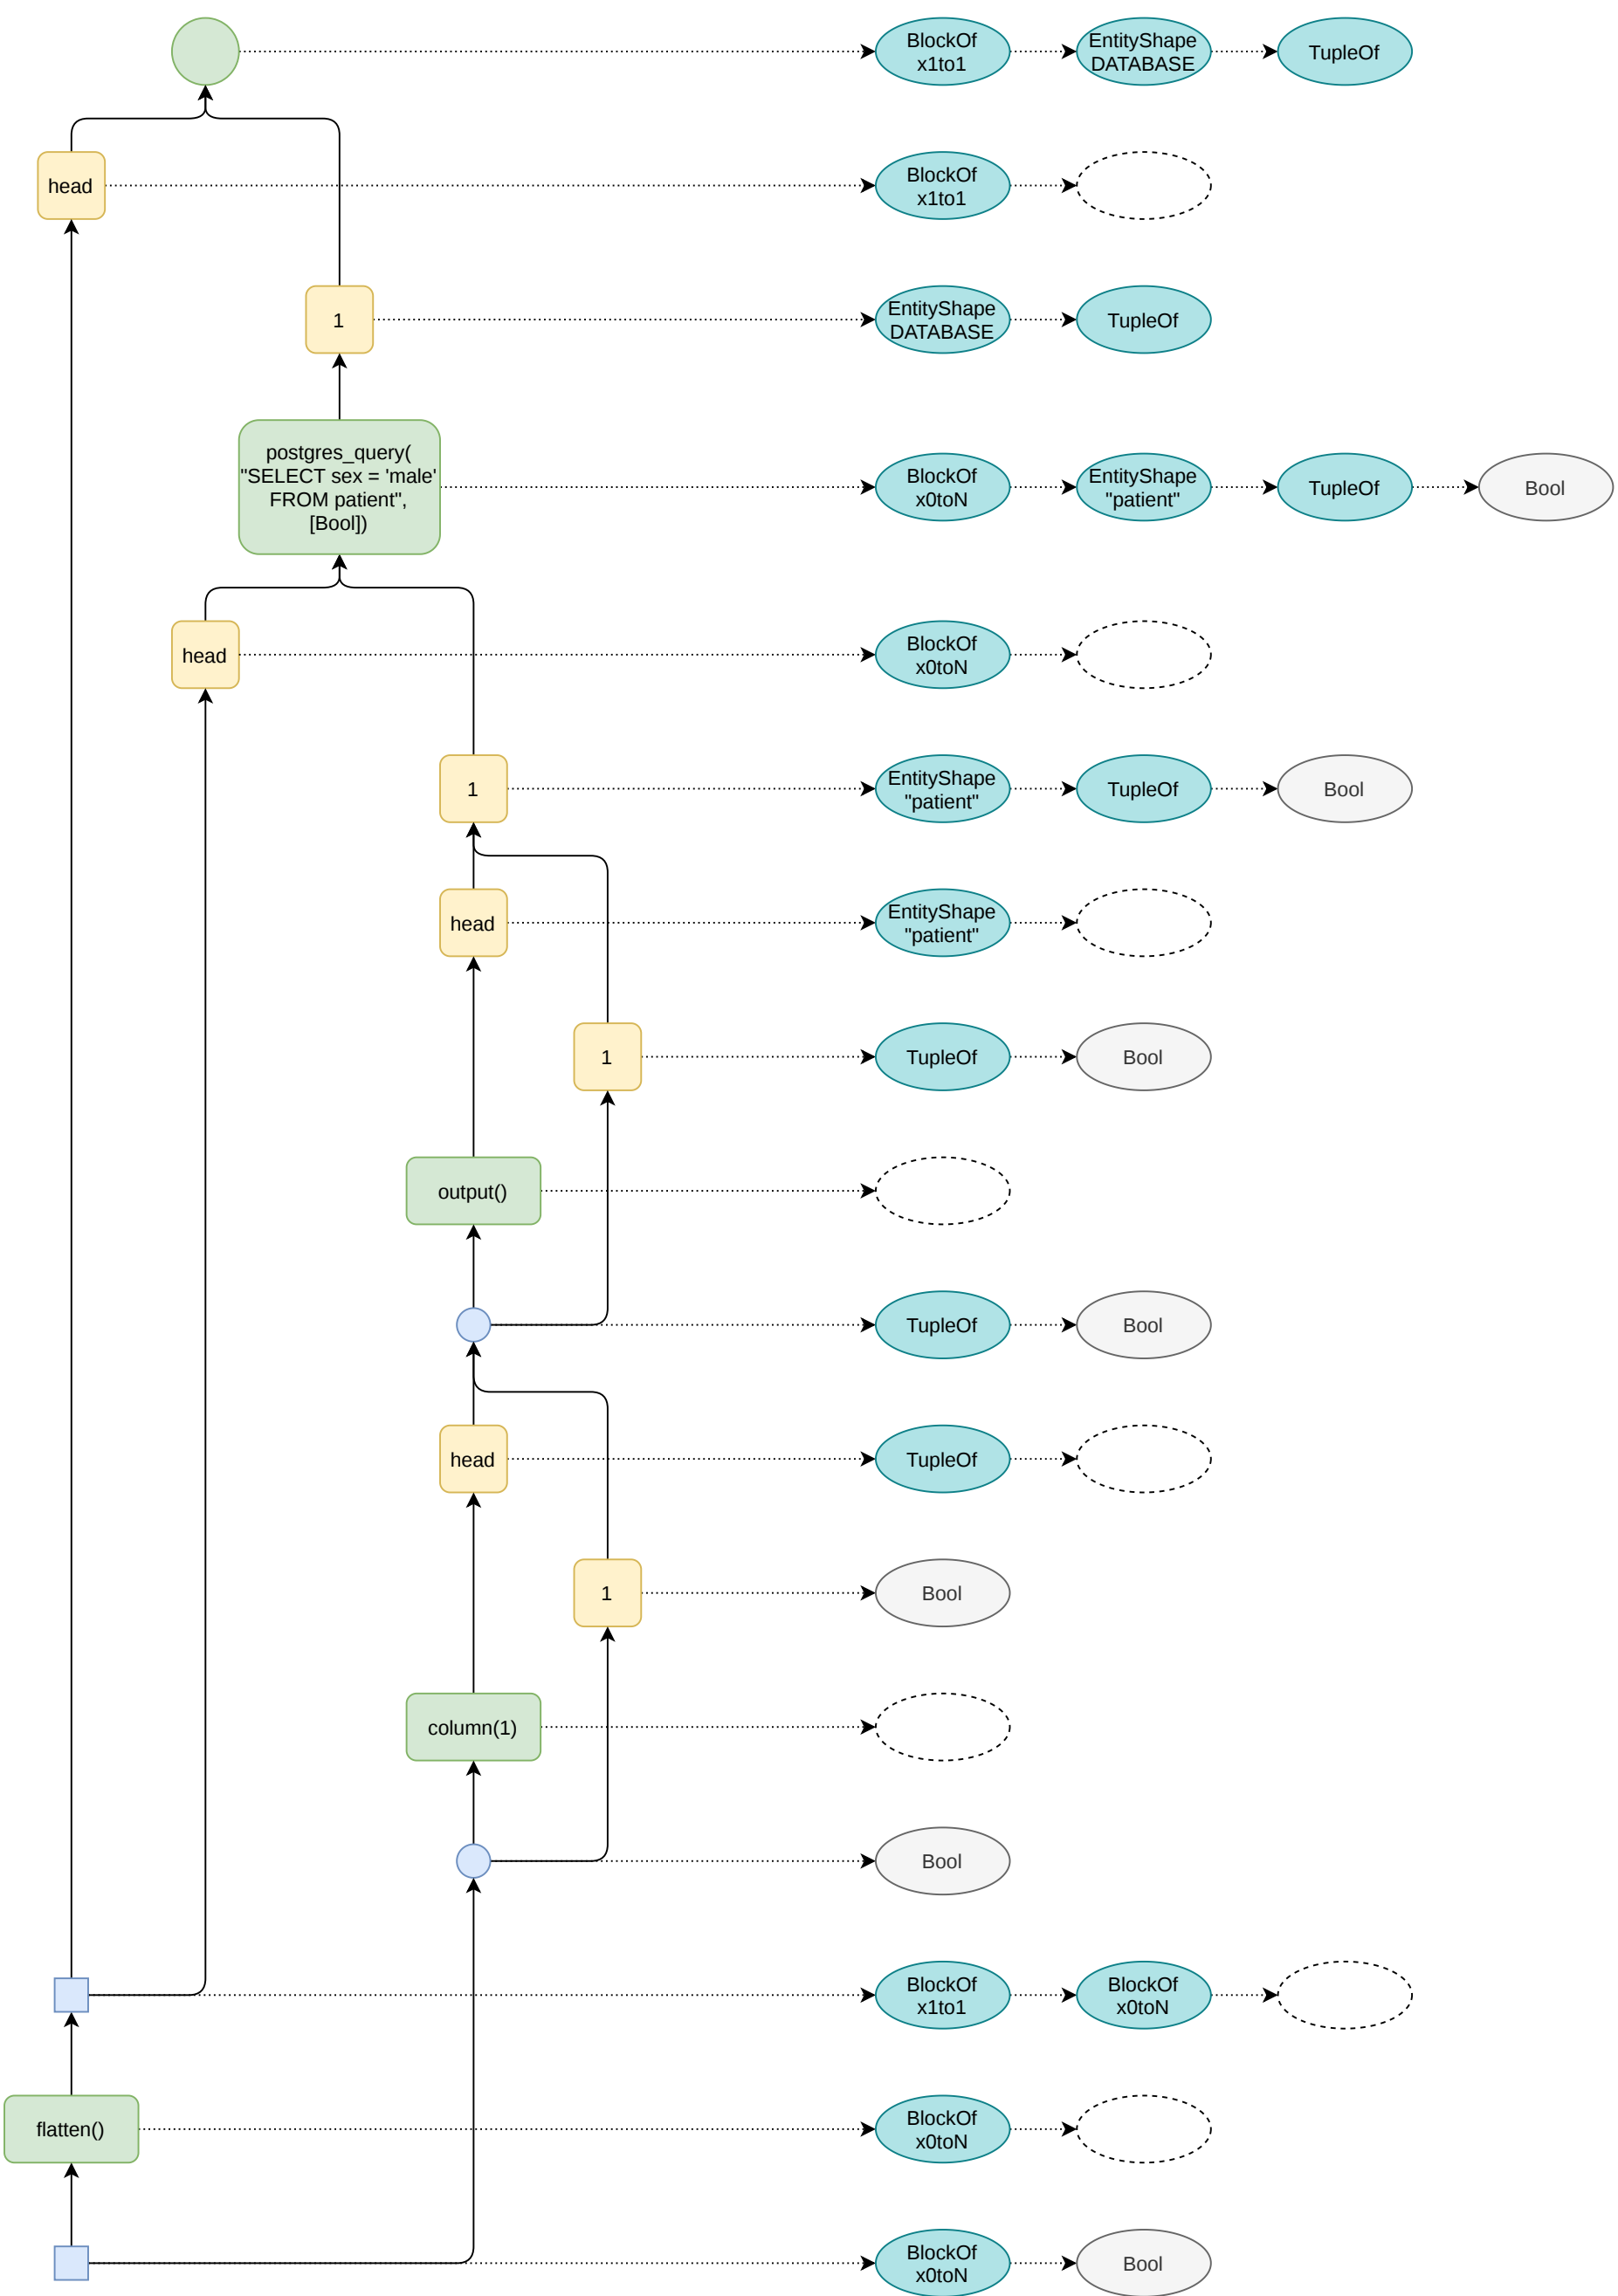 BlockOf
x1to1
EntityShape
DATABASE
TupleOf
head
BlockOf
x1to1
1
EntityShape
DATABASE
TupleOf
postgres_query(
"SELECT sex = 'male'
FROM patient",
[Bool])
BlockOf
x0toN
EntityShape
"patient"
TupleOf
Bool
head
BlockOf
x0toN
1
EntityShape
"patient"
TupleOf
Bool
head
EntityShape
"patient"
1
TupleOf
Bool
output()
TupleOf
Bool
head
TupleOf
1
Bool
column(1)
Bool
BlockOf
x1to1
BlockOf
x0toN
flatten()
BlockOf
x0toN
BlockOf
x0toN
Bool